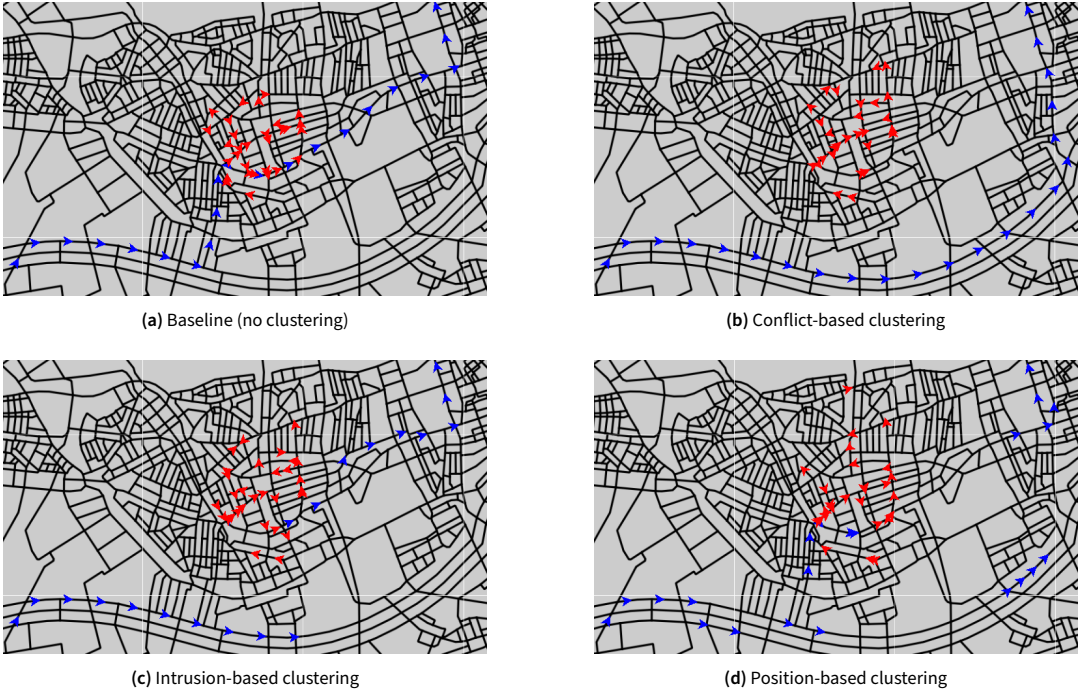 (a) Baseline (no clustering)
(b) Conflict-based clustering
(c) Intrusion-based clustering
(d) Position-based clustering